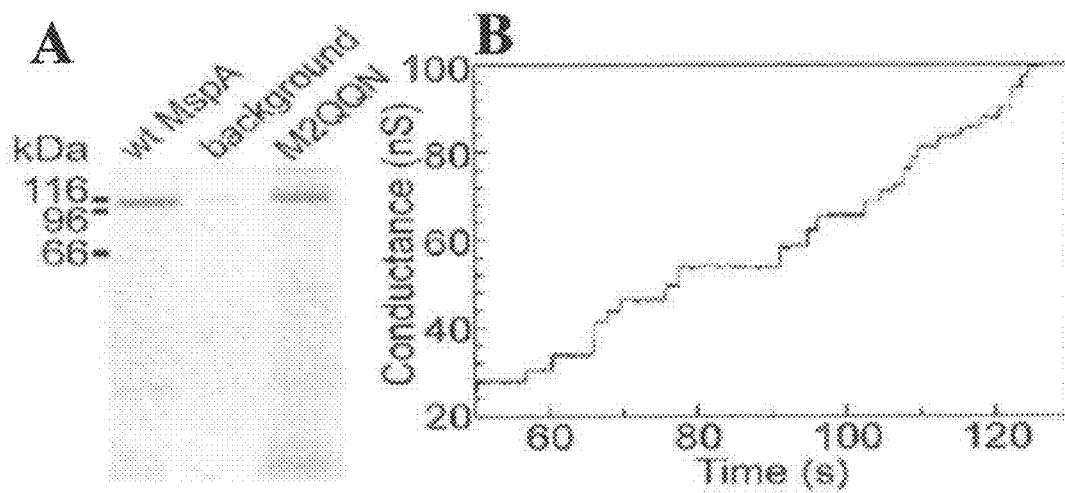 A
wt MspA
background
M2QQN
kDa
116
96
66
B
Conductance (nS)
100
80
60
40
20
60
80
100
120
Time (s)